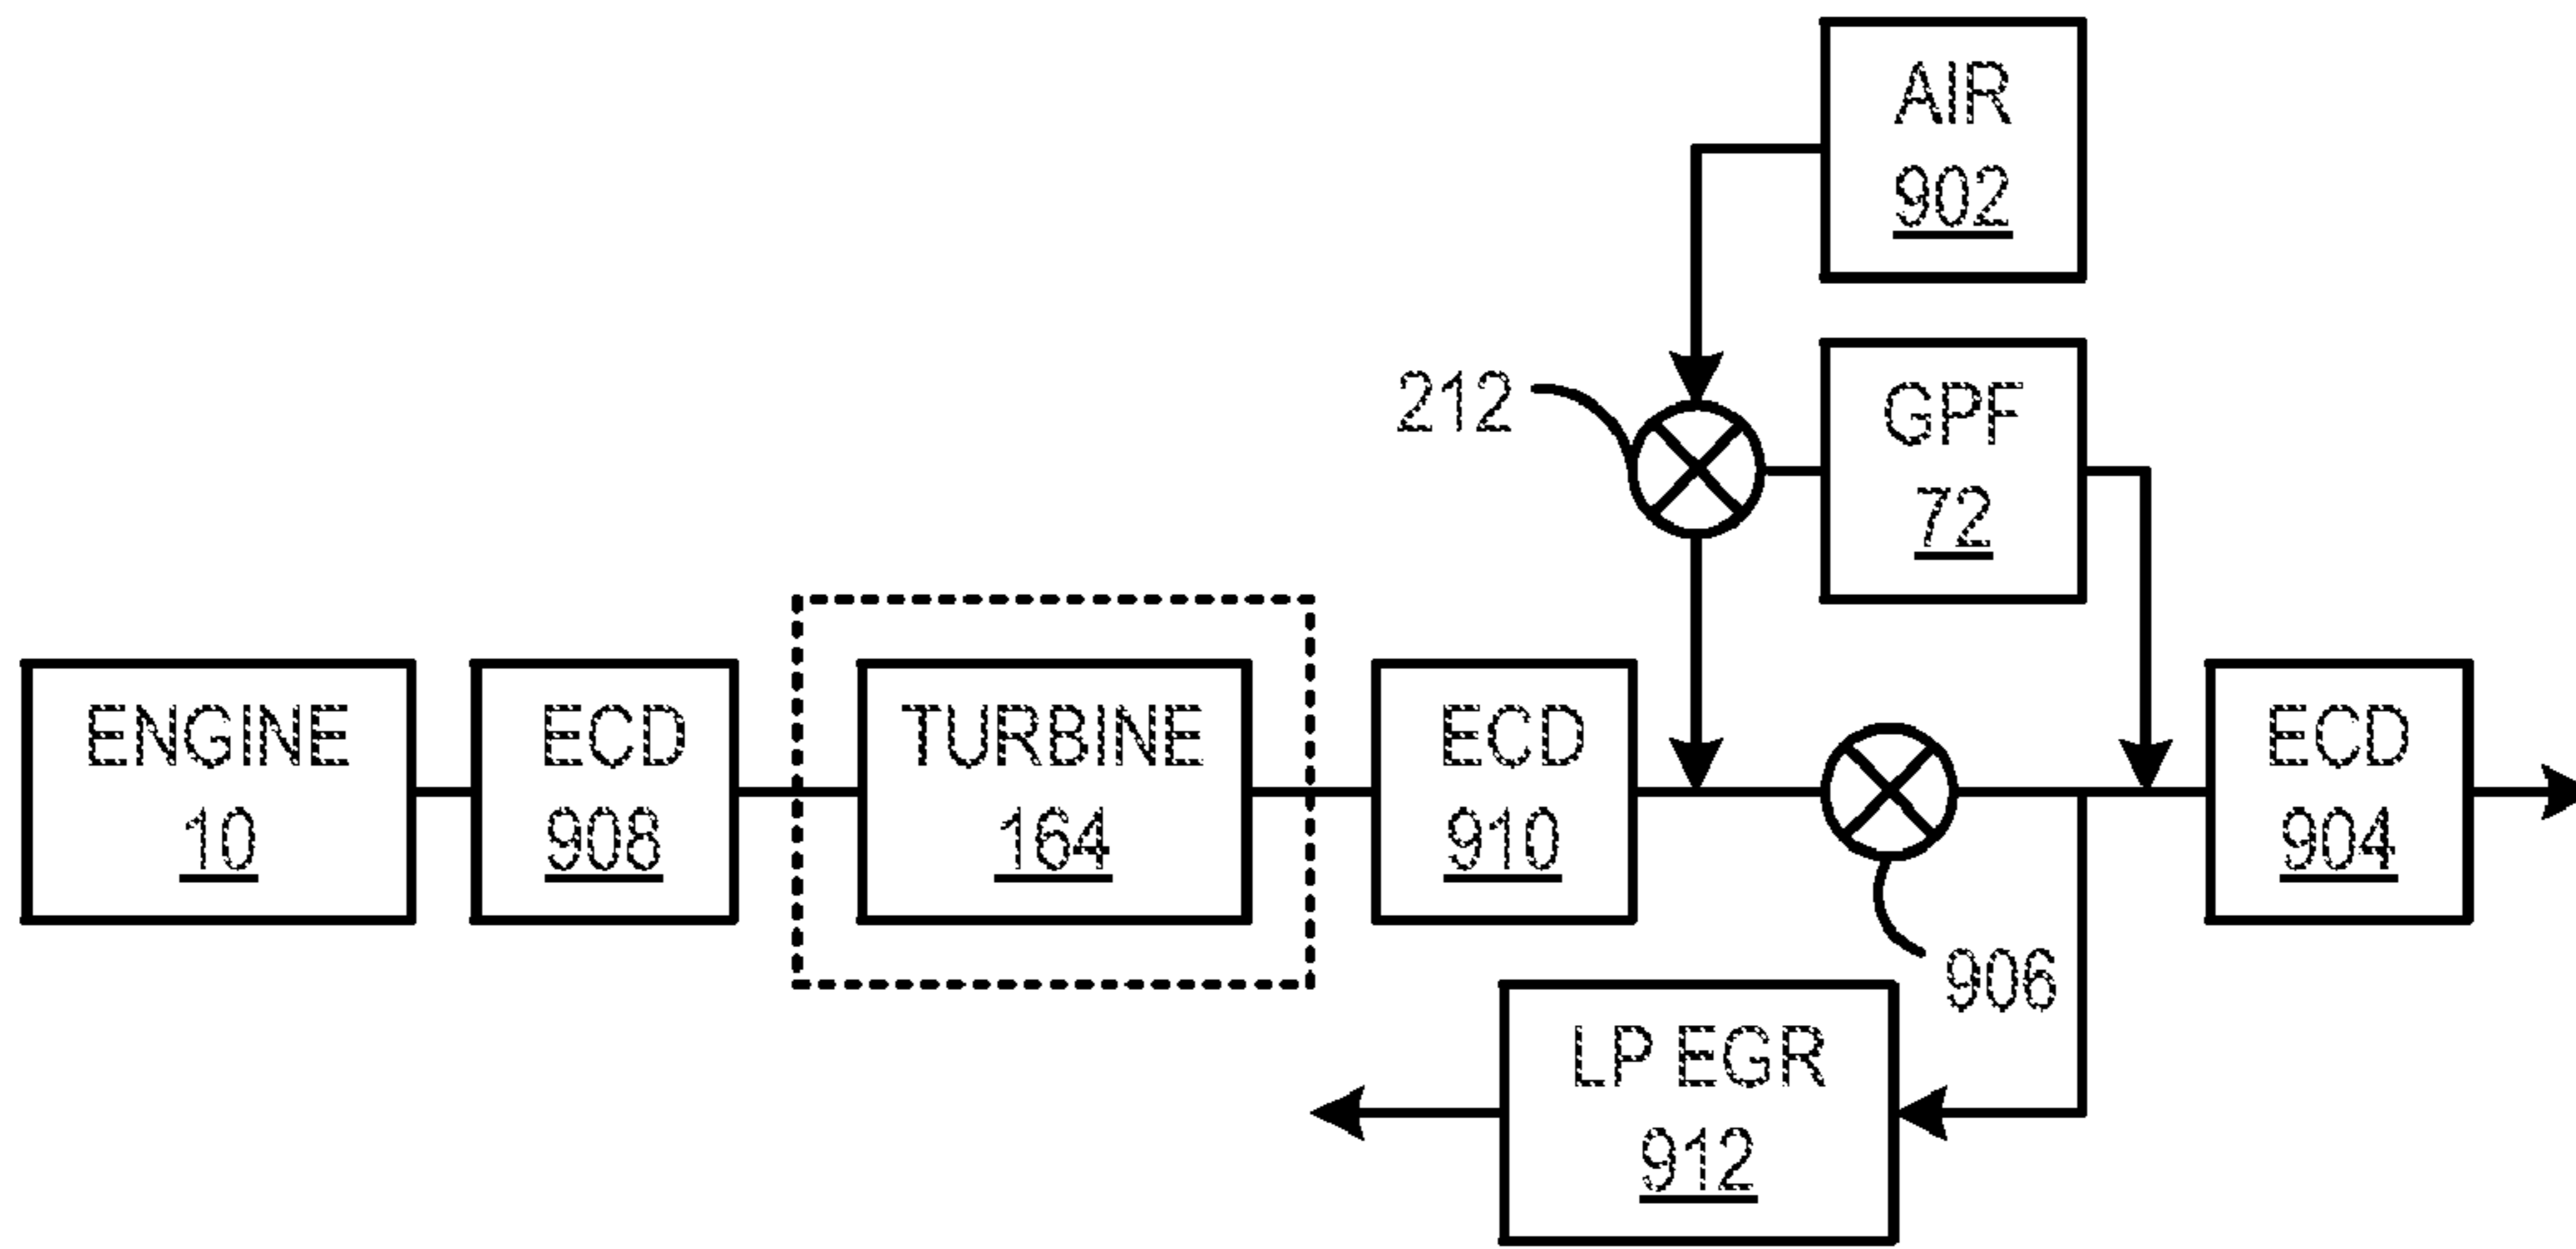 AIR
902
212
GPF
72
ENGINE
10
ECD
908
TURBINE
164
ECD
910
ECD
904
906
LP EGR
912